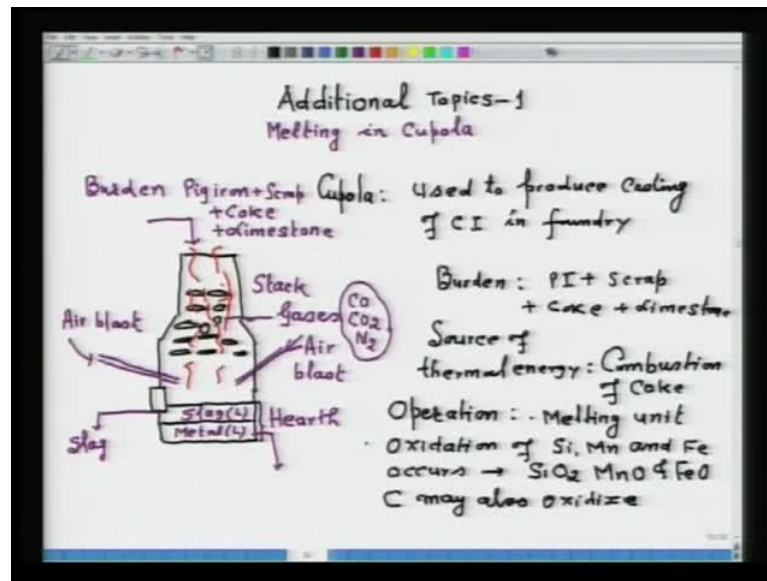 Additional Topics-1
Melting in Cupola
Burden Pig iron + Scrap
+ Coke
+ Limestone
Air blast
Stack
Gases
CO
CO2
N2
Air
blast
Slag (L)
Metal (L)
Hearth
Slag
Cupola: Used to produce Casting
of CI in foundry
Burden: PI + Scrap
+ Coke + Limestone
Source of
thermal energy: Combustion
of Coke
Operation: . Melting unit
. Oxidation of Si, Mn and Fe
occurs → SiO2 MnO & FeO
C may also oxidize